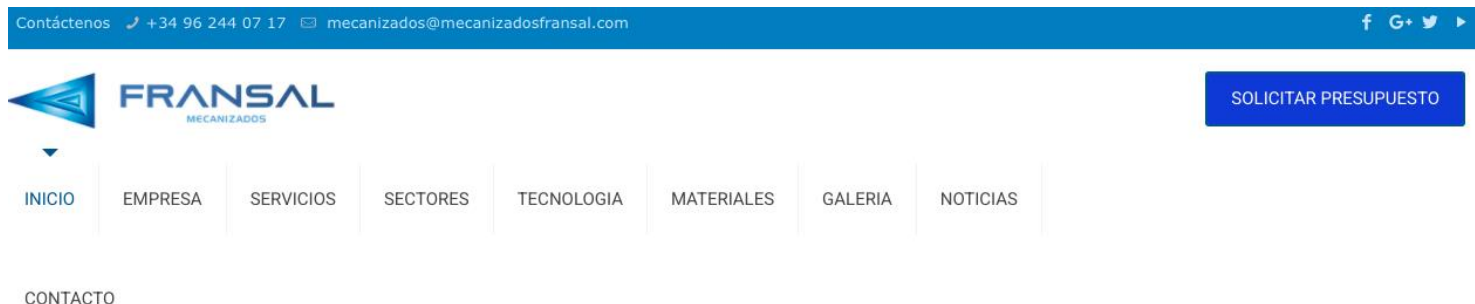 Contáctenos +34 96 244 07 17 mecanizados@mecanizadosfransal.com
FRANSAL
MECANIZADOS
SOLICITAR PRESUPUESTO
INICIO EMPRESA SERVICIOS SECTORES TECNOLOGIA MATERIALES GALERIA NOTICIAS
CONTACTO